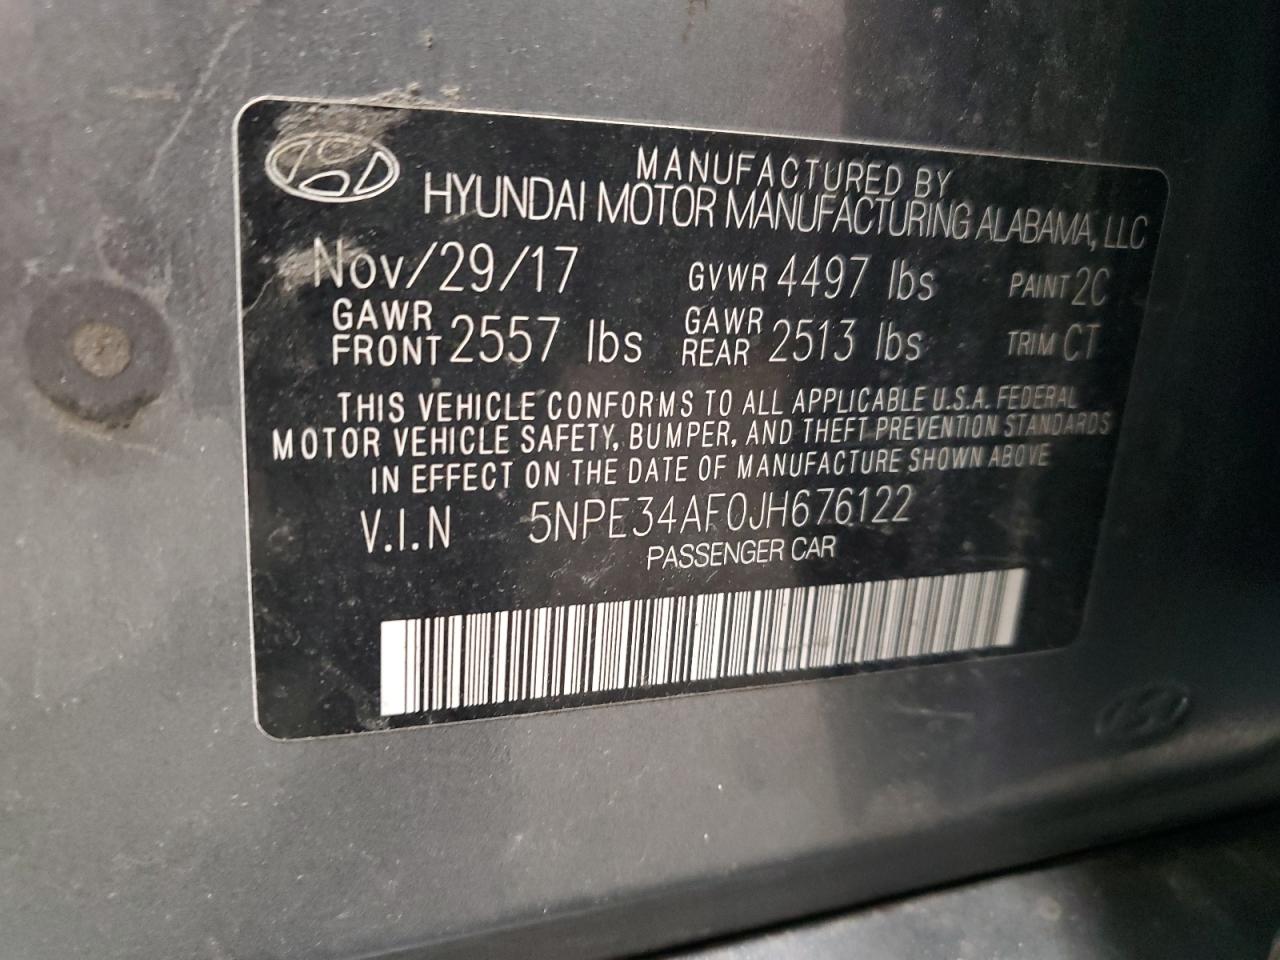 MANUFACTURED BY
HYUNDAI MOTOR MANUFACTURING ALABAMA, LLC
Nov/29/17 GVWR 4497 lbs PAINT 2C
GAWR FRONT 2557 lbs GAWR REAR 2513 lbs TRIM CT
THIS VEHICLE CONFORMS TO ALL APPLICABLE U.S.A. FEDERAL
MOTOR VEHICLE SAFETY, BUMPER, AND THEFT PREVENTION STANDARDS
IN EFFECT ON THE DATE OF MANUFACTURE SHOWN ABOVE
V.I.N 5NPE34AF0JH676122
PASSENGER CAR